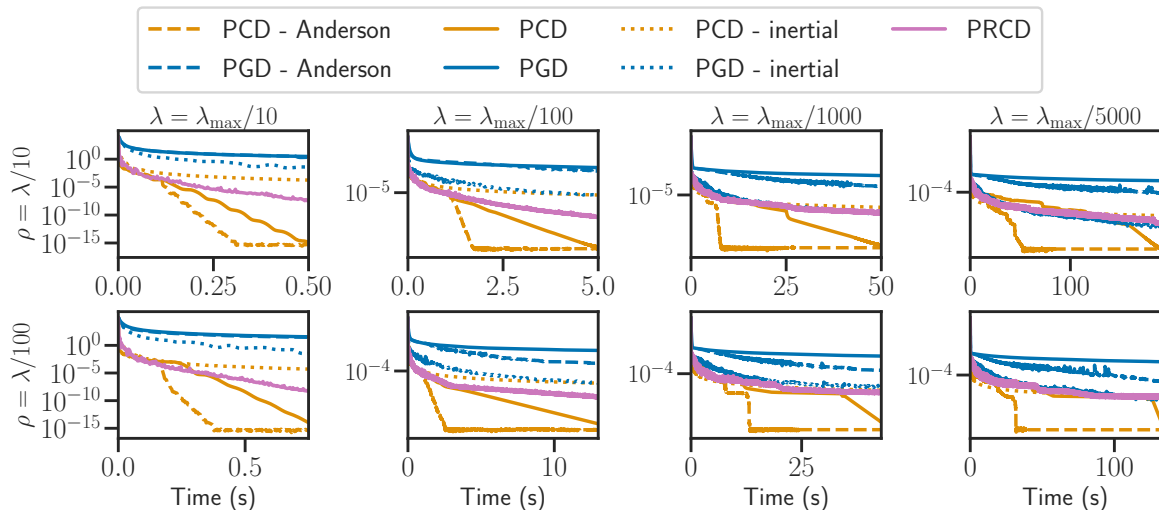 PCD - Anderson PCD PCD - inertial PRCD
PGD - Anderson PGD PGD - inertial
λ = λmax/10 λ = λmax/100 λ = λmax/1000 λ = λmax/5000
ρ = λ/10
10^0
10^-5
10^-10
10^-15
10^-5
10^-5
10^-4
0.00 0.25 0.50 0.0 2.5 5.0 0 25 50 0 100
ρ = λ/100
10^0
10^-5
10^-10
10^-15
10^-4
10^-4
10^-4
0.0 0.5 0 10 0 25 0 100
Time (s) Time (s) Time (s) Time (s)